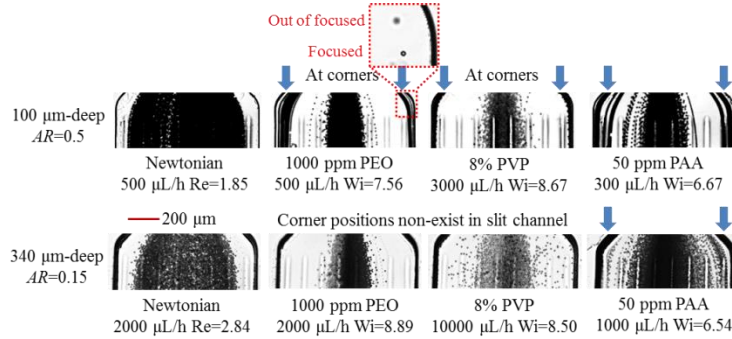 Out of focused
Focused
At corners
At corners
100 μm-deep
AR=0.5
Newtonian
500 μL/h Re=1.85
1000 ppm PEO
500 μL/h Wi=7.56
8% PVP
3000 μL/h Wi=8.67
50 ppm PAA
300 μL/h Wi=6.67
200 μm
Corner positions non-exist in slit channel
340 μm-deep
AR=0.15
Newtonian
2000 μL/h Re=2.84
1000 ppm PEO
2000 μL/h Wi=8.89
8% PVP
10000 μL/h Wi=8.50
50 ppm PAA
1000 μL/h Wi=6.54